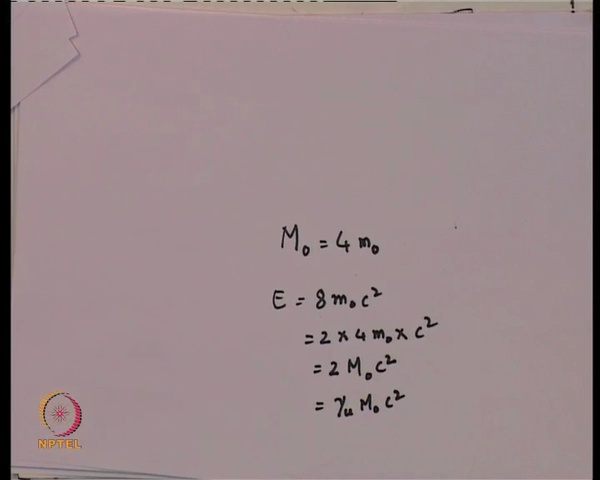 M₀ = 4 m₀
E = 8 m₀ c²
= 2 × 4 m₀ × c²
= 2 M₀ c²
= γᵤ M₀ c²
NPTEL